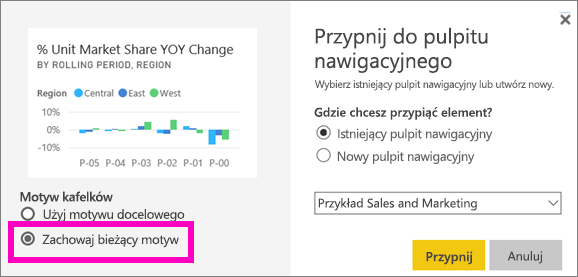 % Unit Market Share YOY Change
BY ROLLING PERIOD, REGION
Region Central East West
10%
0%
-10%
P-05 P-04 P-03 P-02 P-01 P-00
Motyw kafelków
Użyj motywu docelowego
Zachowaj bieżący motyw
Przypnij do pulpitu
nawigacyjnego
Wybierz istniejący pulpit nawigacyjny lub utwórz nowy.
Gdzie chcesz przypiąć element?
Istniejący pulpit nawigacyjny
Nowy pulpit nawigacyjny
Przykład Sales and Marketing
Przypnij Anuluj